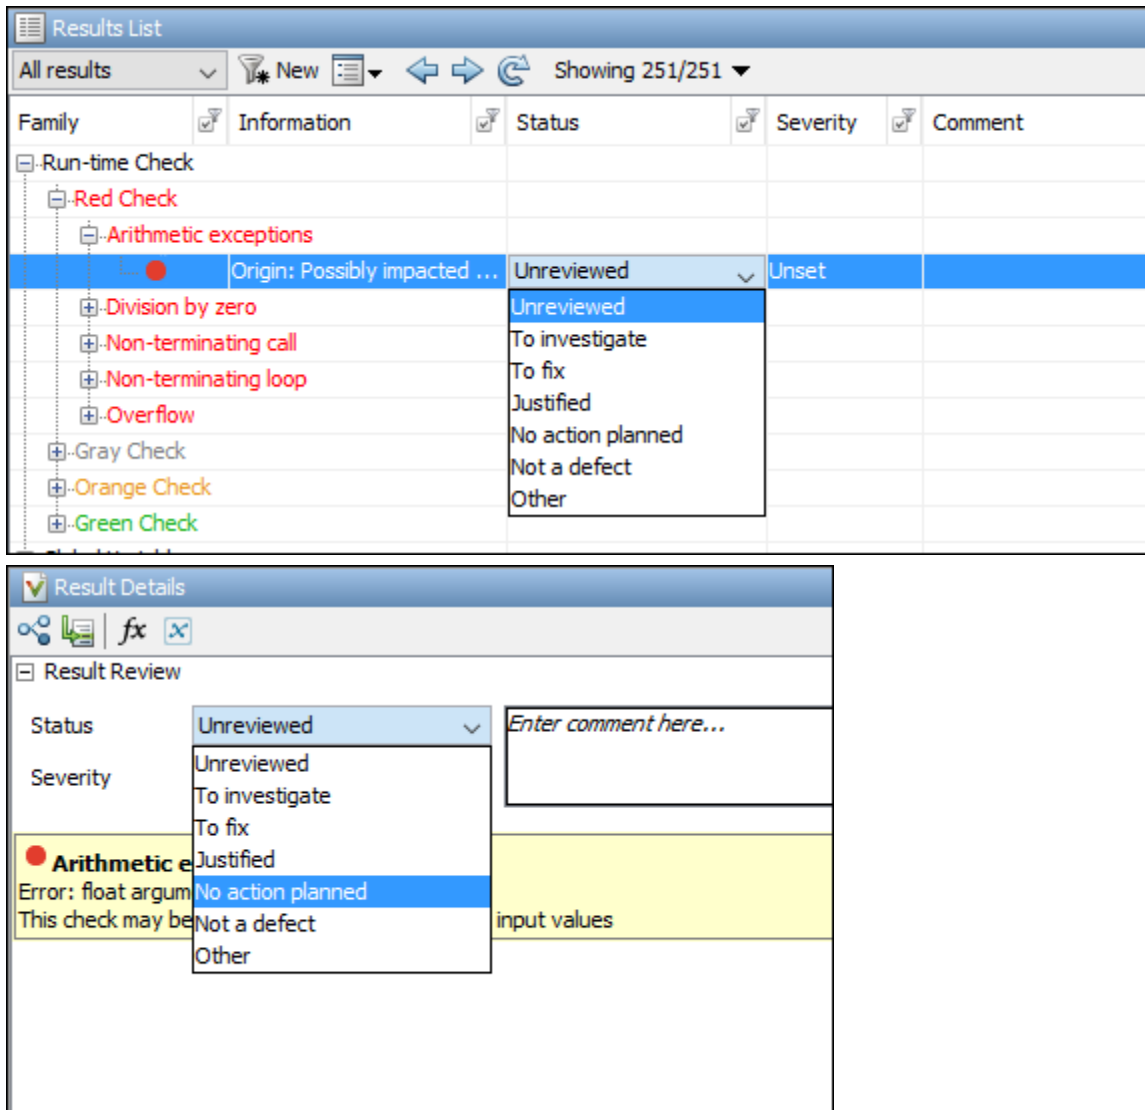 Results List
All results New Showing 251/251
Family Information Status Severity Comment
Run-time Check
Red Check
Arithmetic exceptions
Origin: Possibly impacted ... Unreviewed Unset
Division by zero Unreviewed
Non-terminating call To investigate
Non-terminating loop To fix
Overflow Justified
Gray Check No action planned
Orange Check Not a defect
Green Check Other
Result Details
fx x
Result Review
Status Unreviewed Enter comment here...
Severity Unreviewed
To investigate
To fix
Arithmetic e Justified
Error: float argum No action planned
This check may be Not a defect input values
Other